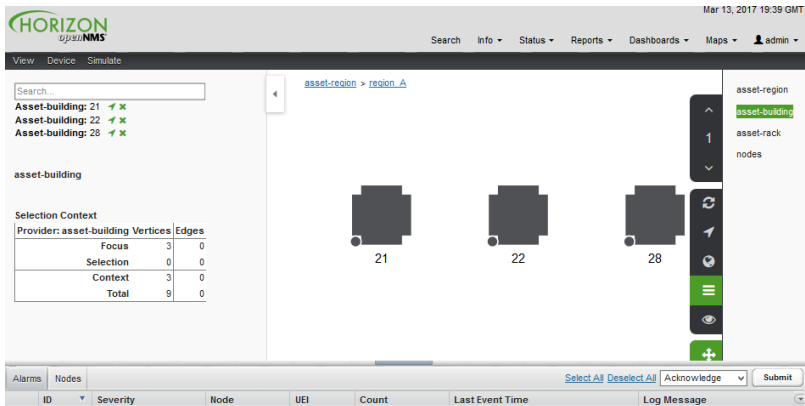 Mar 13, 2017 19:39 GMT
HORIZON
openNMS
Search Info Status Reports Dashboards Maps admin
View Device Simulate
Search...
Asset-building: 21
Asset-building: 22
Asset-building: 28
asset-building
Selection Context
Provider: asset-building Vertices Edges
Focus 3 0
Selection 0 0
Context 3 0
Total 9 0
asset-region > region_A
21 22 28
1
asset-region
asset-building
asset-rack
nodes
Alarms Nodes
Select All Deselect All Acknowledge Submit
ID Severity Node UEI Count Last Event Time Log Message